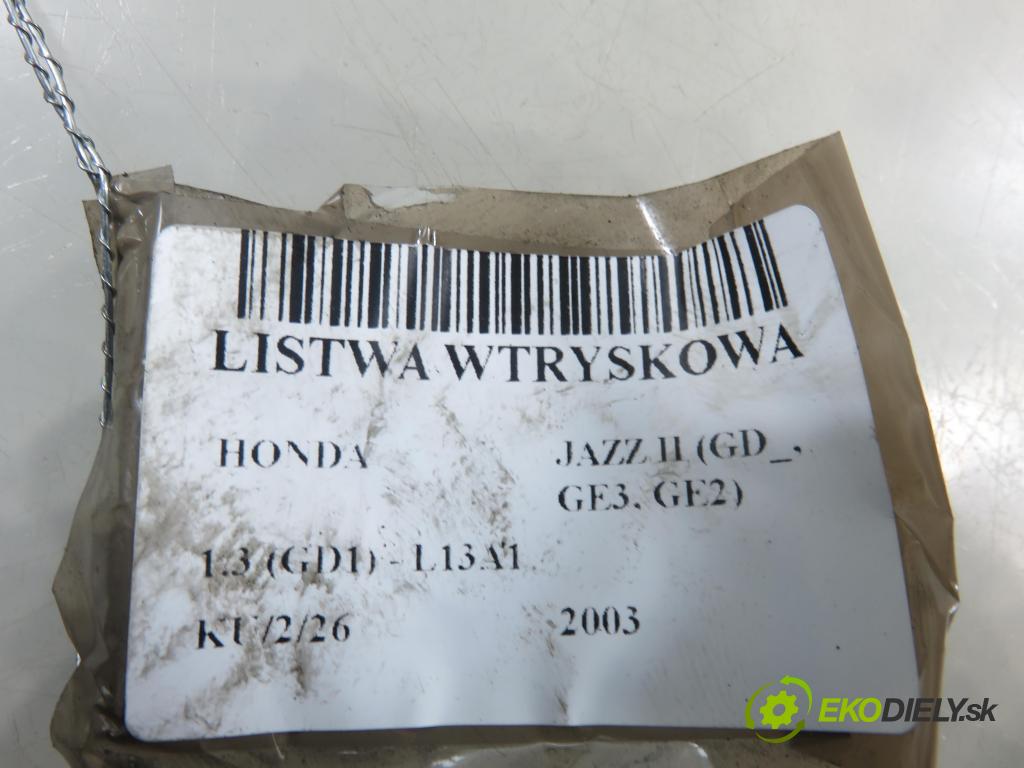 LISTWA WTRYSKOWA
HONDA
JAZZ II (GD_,
GE3, GE2)
1.3 (GD1) - L13A1
KU/2/26
2003
EKODIELY.sk